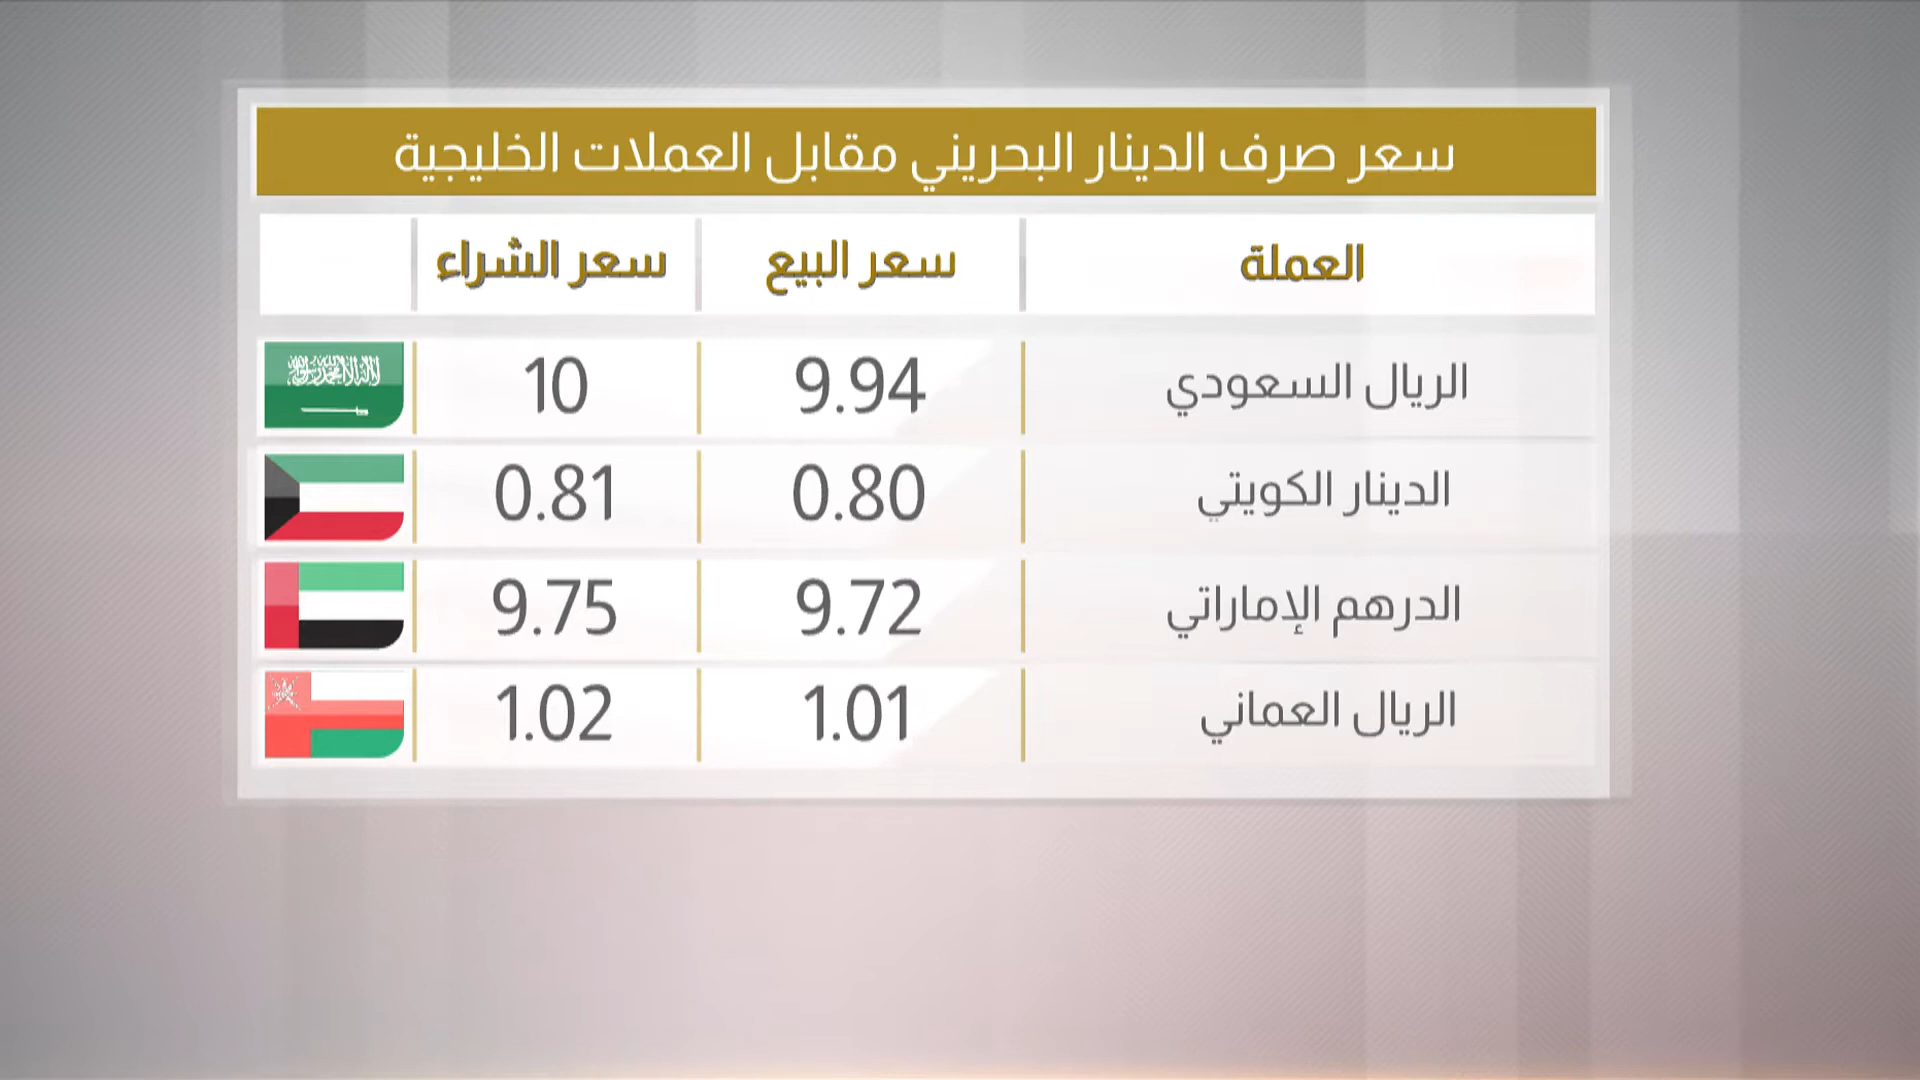 سعر صرف الدينار البحريني مقابل العملات الخليجية
العملة سعر البيع سعر الشراء
الريال السعودي 9.94 10
الدينار الكويتي 0.80 0.81
الدرهم الإماراتي 9.72 9.75
الريال العماني 1.01 1.02